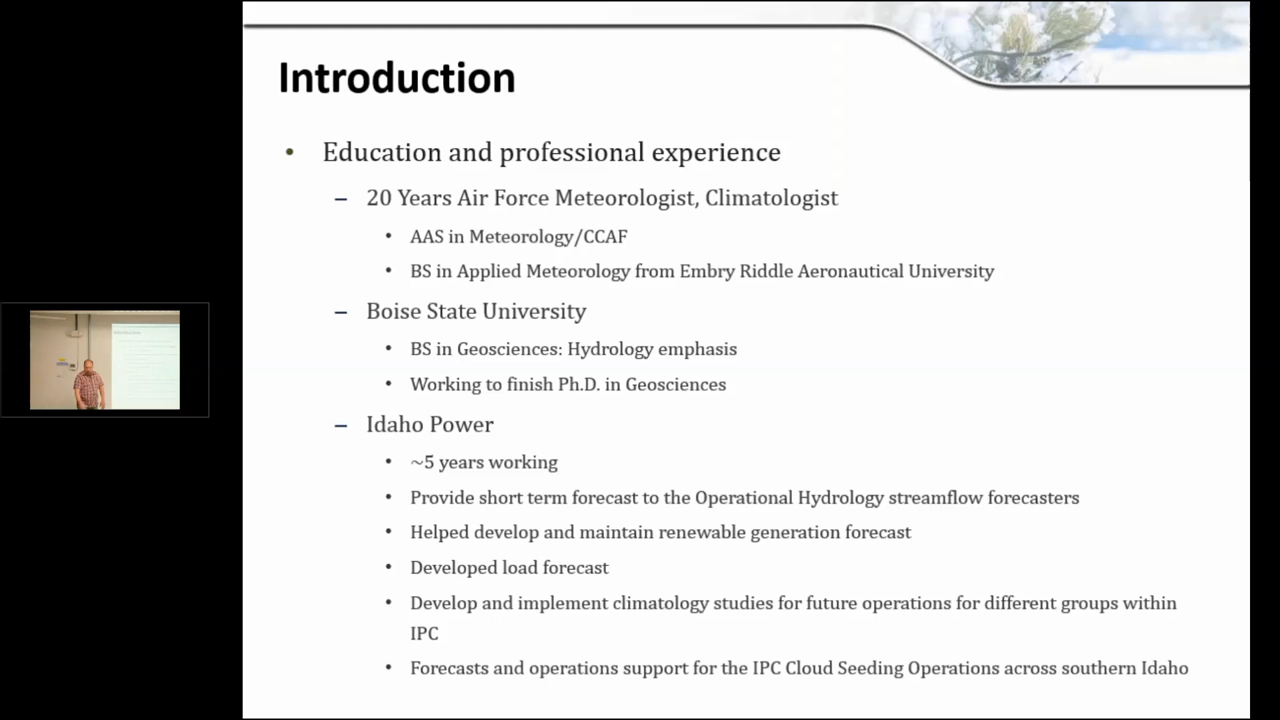 Introduction
• Education and professional experience
– 20 Years Air Force Meteorologist, Climatologist
• AAS in Meteorology/CCAF
• BS in Applied Meteorology from Embry Riddle Aeronautical University
– Boise State University
• BS in Geosciences: Hydrology emphasis
• Working to finish Ph.D. in Geosciences
– Idaho Power
• ~5 years working
• Provide short term forecast to the Operational Hydrology streamflow forecasters
• Helped develop and maintain renewable generation forecast
• Developed load forecast
• Develop and implement climatology studies for future operations for different groups within
IPC
• Forecasts and operations support for the IPC Cloud Seeding Operations across southern Idaho